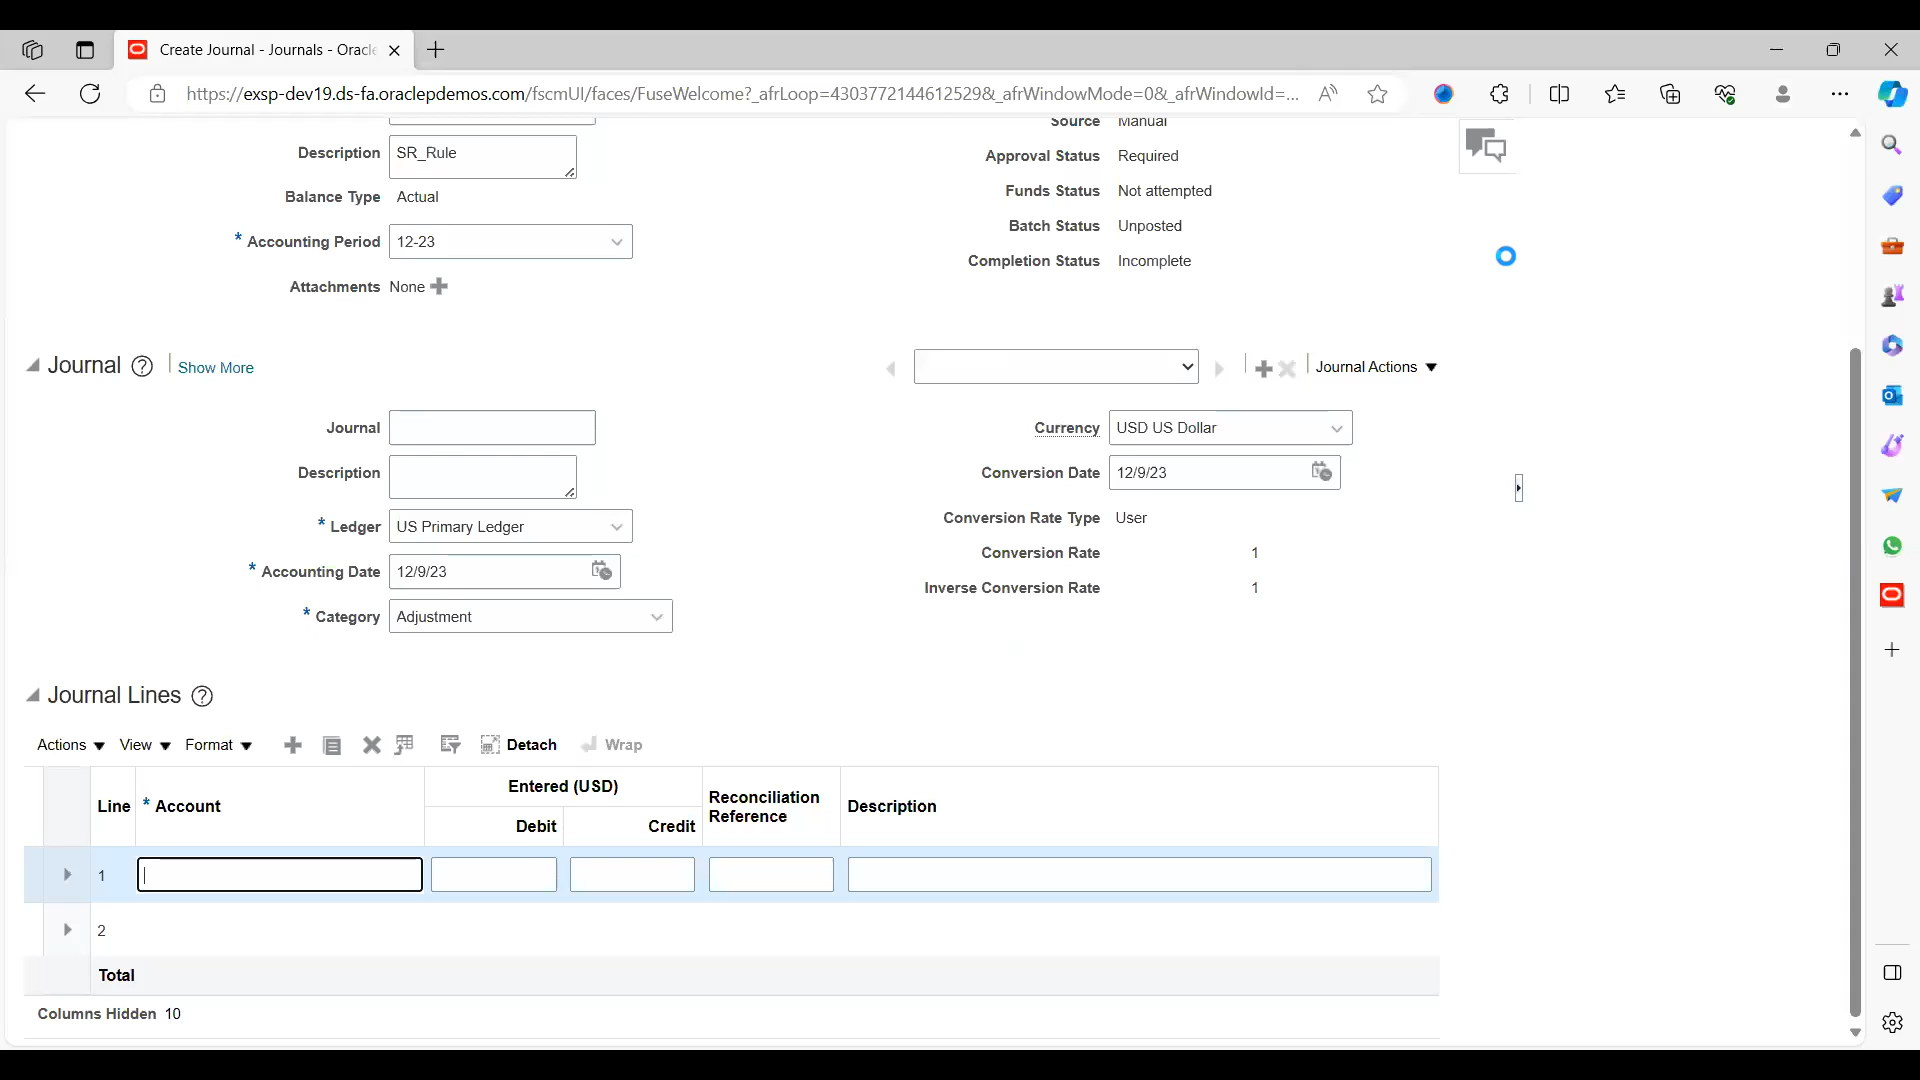 Create Journal - Journals - Oracle
https://exsp-dev19.ds-fa.oraclepdemos.com/fscmUI/faces/FuseWelcome?_afrLoop=4303772144612529&_afrWindowMode=0&_afrWindowId=...
Source Manual
Description SR_Rule
Approval Status Required
Balance Type Actual
Funds Status Not attempted
Batch Status Unposted
* Accounting Period 12-23
Completion Status Incomplete
Attachments None
Journal ? Show More
Journal Actions
Journal
Currency USD US Dollar
Description
Conversion Date 12/9/23
* Ledger US Primary Ledger
Conversion Rate Type User
Conversion Rate 1
* Accounting Date 12/9/23
Inverse Conversion Rate 1
* Category Adjustment
Journal Lines ?
Actions View Format Detach Wrap
Line * Account Entered (USD) Reconciliation Reference Description
Debit Credit
1
2
Total
Columns Hidden 10